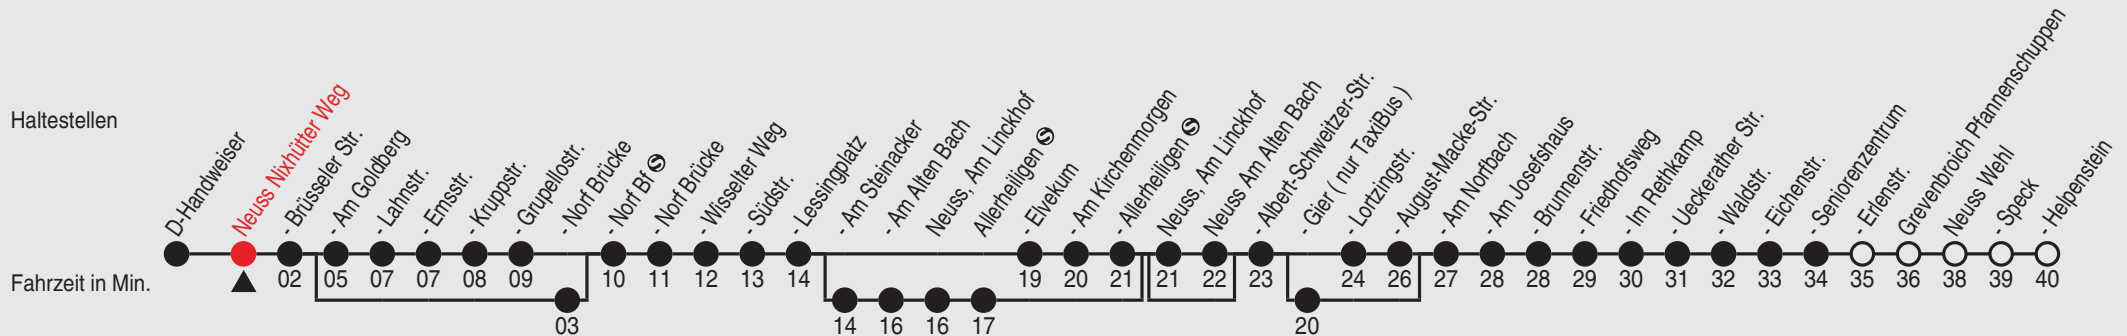 Haltestellen
D-Handweiser
Neuss Nixhütter Weg
- Brüsseler Str.
- Am Goldberg
- Lahnstr.
- Emsstr.
- Kruppstr.
- Grupellostr.
- Norf Brücke
- Norf Bf S
- Norf Brücke
- Wisselter Weg
- Südstr.
- Lessingplatz
- Am Steinacker
- Am Alten Bach
Neuss, Am Linckhof
Allerheiligen S
- Elvekum
- Am Kirchenmorgen
- Allerheiligen S
Neuss, Am Linckhof
Neuss Am Alten Bach
- Albert-Schweitzer-Str.
- Gier ( nur TaxiBus )
- Lortzingstr.
- August-Macke-Str.
- Am Norfbach
- Am Josefshaus
- Brunnenstr.
- Friedhofsweg
- Im Rethkamp
- Ueckerather Str.
- Waldstr.
- Eichenstr.
- Seniorenzentrum
- Erlenstr.
Grevenbroich Pfannenschuppen
Neuss Wehl
- Speck
- Helpenstein
Fahrzeit in Min.
02 05 07 07 08 09 10 11 12 13 14 19 20 21 21 22 23 24 26 27 28 28 29 30 31 32 33 34 35 36 38 39 40
03 14 16 16 17 20